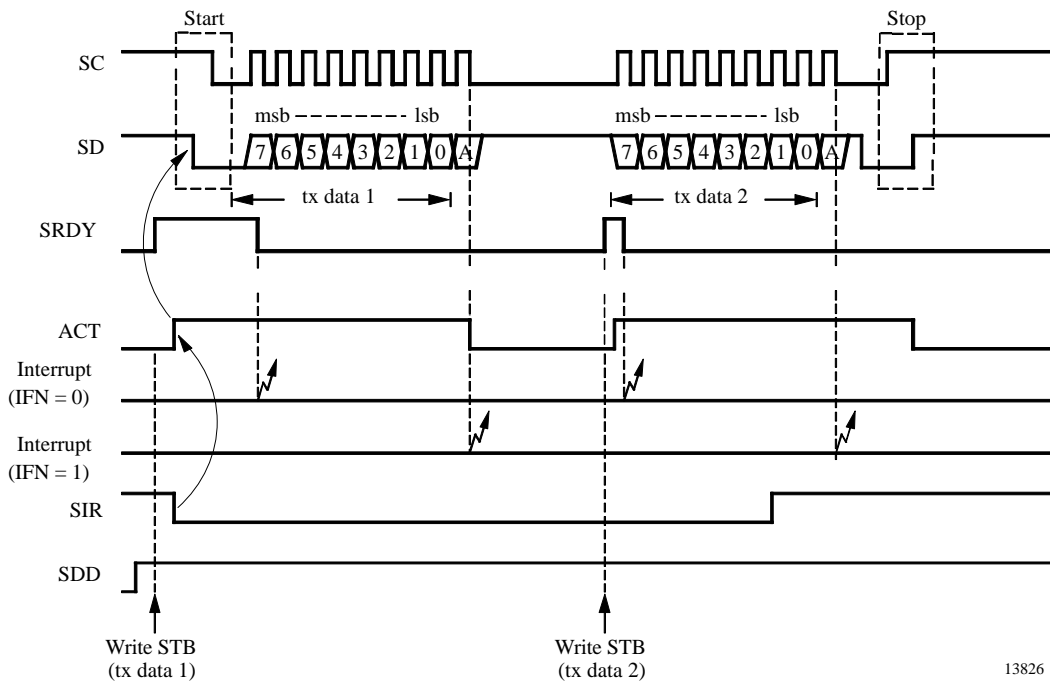 Start
Stop
SC
msb lsb
msb lsb
SD
7 6 5 4 3 2 1 0 A
7 6 5 4 3 2 1 0 A
tx data 1
tx data 2
SRDY
ACT
Interrupt
(IFN = 0)
Interrupt
(IFN = 1)
SIR
SDD
Write STB
(tx data 1)
Write STB
(tx data 2)
13826